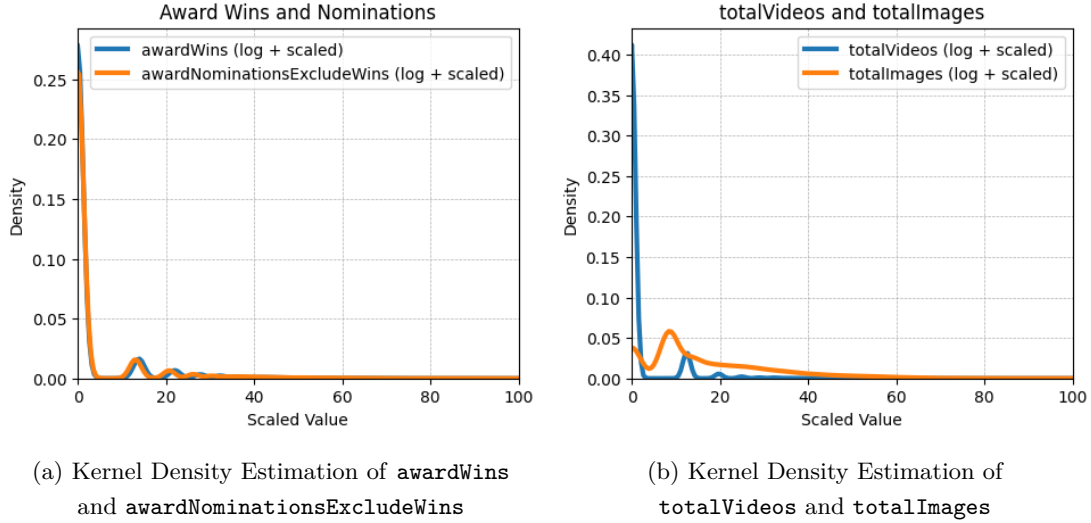 Award Wins and Nominations
awardWins (log + scaled)
awardNominationsExcludeWins (log + scaled)
Density
0.25
0.20
0.15
0.10
0.05
0.00
0 20 40 60 80 100
Scaled Value
(a) Kernel Density Estimation of awardWins
and awardNominationsExcludeWins
totalVideos and totalImages
totalVideos (log + scaled)
totalImages (log + scaled)
Density
0.40
0.35
0.30
0.25
0.20
0.15
0.10
0.05
0.00
0 20 40 60 80 100
Scaled Value
(b) Kernel Density Estimation of
totalVideos and totalImages